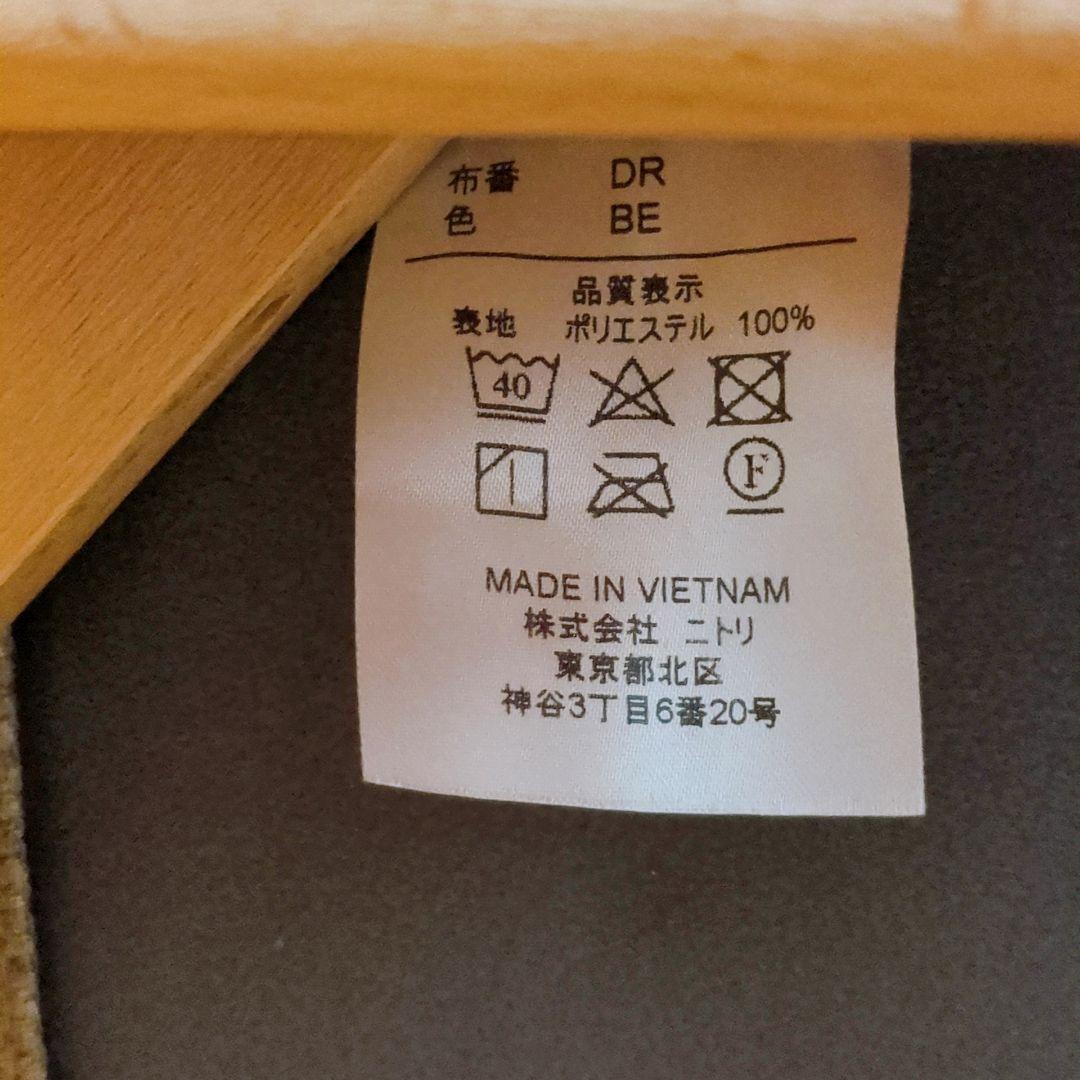 布番 DR
色 BE
品質表示
表地 ポリエステル 100%
40
F
MADE IN VIETNAM
株式会社 ニトリ
東京都北区
神谷3丁目6番20号